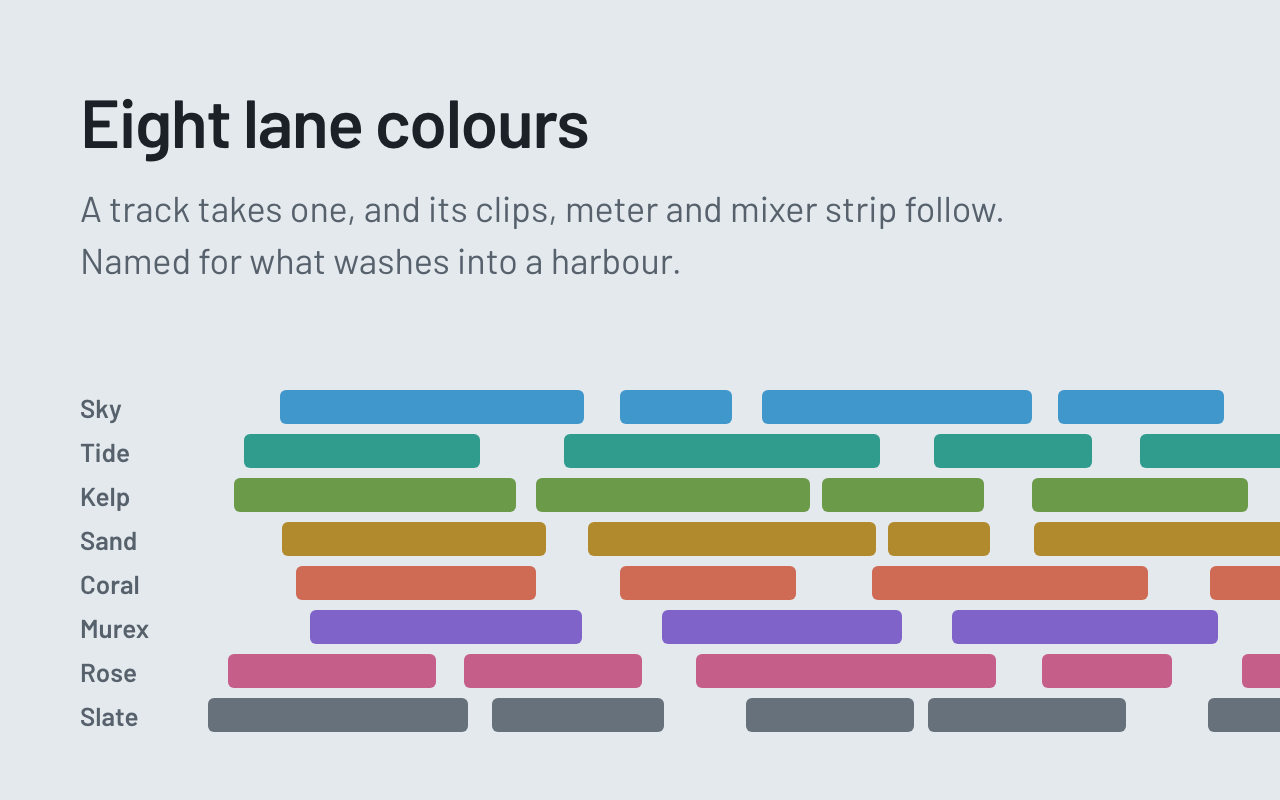 Eight lane colours
A track takes one, and its clips, meter and mixer strip follow.
Named for what washes into a harbour.
Sky
Tide
Kelp
Sand
Coral
Murex
Rose
Slate